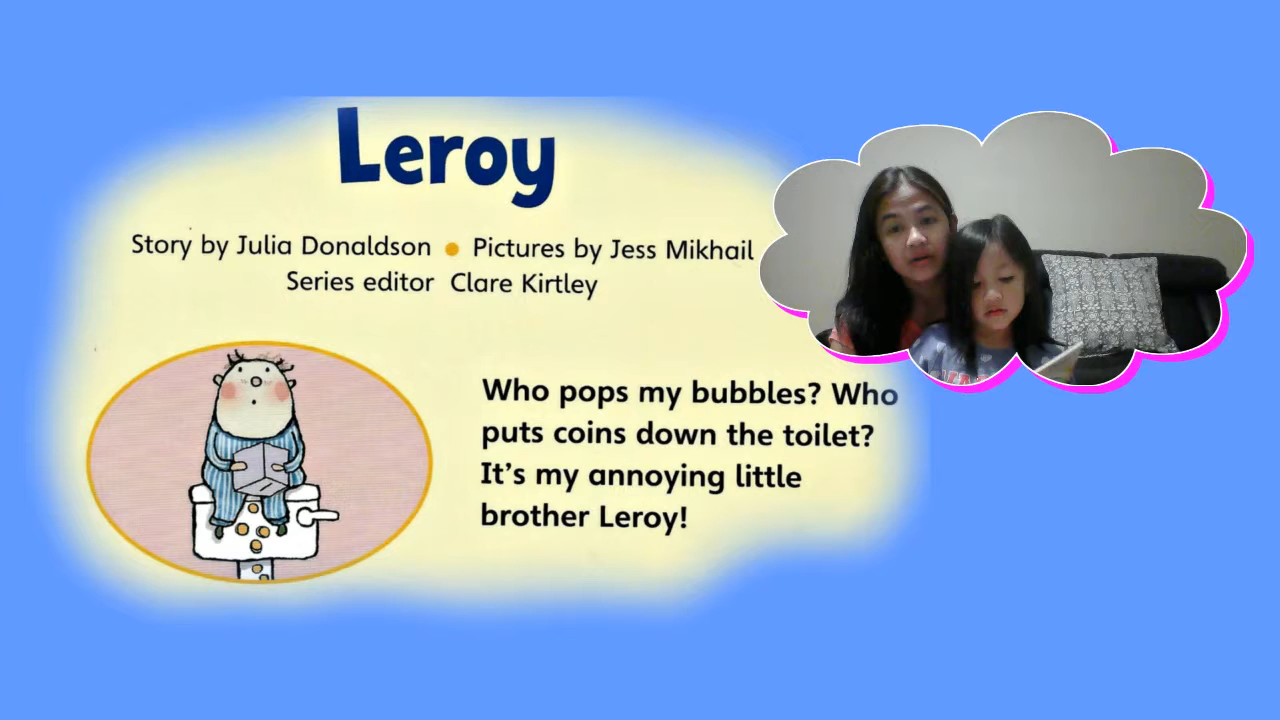 Leroy
Story by Julia Donaldson • Pictures by Jess Mikhail
Series editor Clare Kirtley
Who pops my bubbles? Who
puts coins down the toilet?
It's my annoying little
brother Leroy!